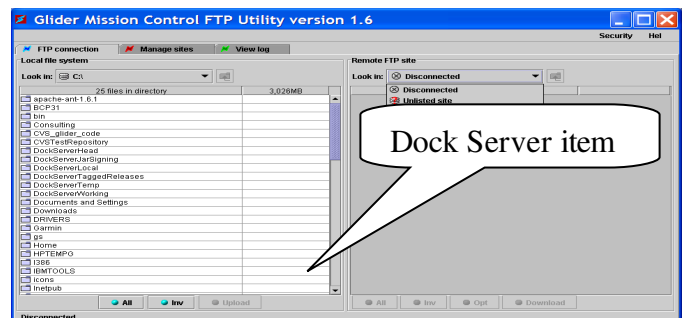 Glider Mission Control FTP Utility version 1.6
Security Hel
FTP connection Manage sites View log
Local file system
Look in: C:\
25 files in directory 3,026MB
apache-ant-1.6.1
BCP31
bin
Consulting
CVS_glider_code
CVSTestRepository
DockServerHead
DockServerJarSigning
DockServerLocal
DockServerTaggedReleases
DockServerTemp
DockServerWorking
Documents and Settings
Downloads
DRIVERS
Garmin
gs
Home
HPTEMPG
I386
IBMTOOLS
icons
Inetpub
All Inv Upload
Disconnected
Remote FTP site
Look in: Disconnected
Disconnected
Unlisted site
Dock Server item
All Inv Opt Download